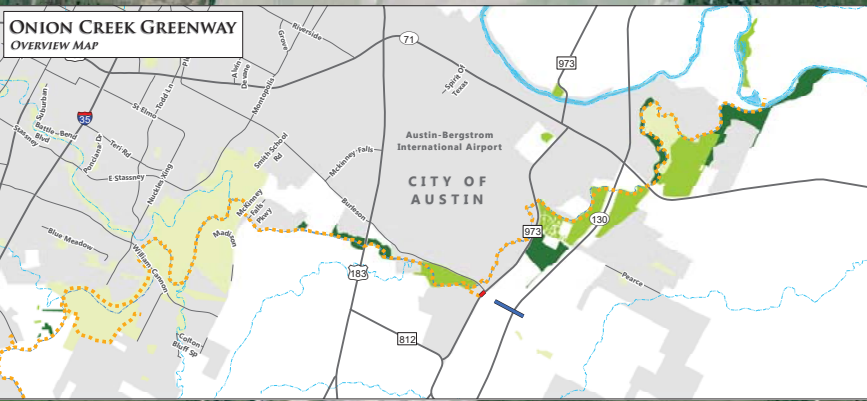 ONION CREEK GREENWAY
OVERVIEW MAP
Riverside
Grove
71
973
Spirit Of
Texas
Montopolis
St Elmo
Todd Ln
Suburban
35
Battle Bend
Blvd
Stassney
Teri Rd
Ponciana Dr
E Stassney
Nuckles Xing
Smith School
Rd
McKinney Falls
Austin-Bergstrom
International Airport
CITY OF
AUSTIN
McKinney
Falls
Pkwy
Burleson
Madison
Blue Meadow
William Cannon
183
973
130
Pearce
812
Colton
Bluff Sp